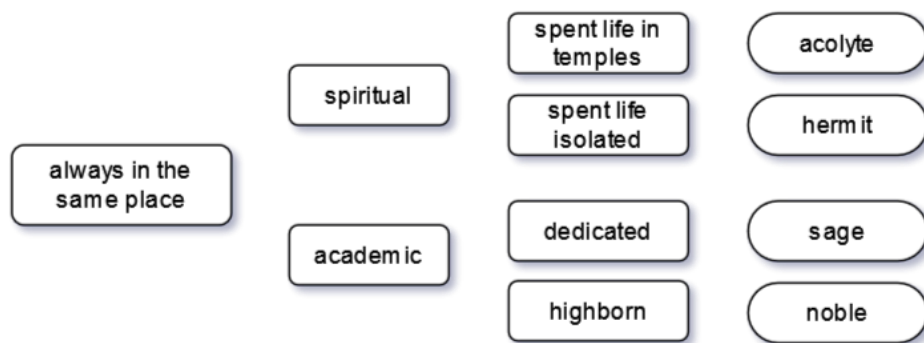 always in the
same place
spiritual
academic
spent life in
temples
spent life
isolated
dedicated
highborn
acolyte
hermit
sage
noble